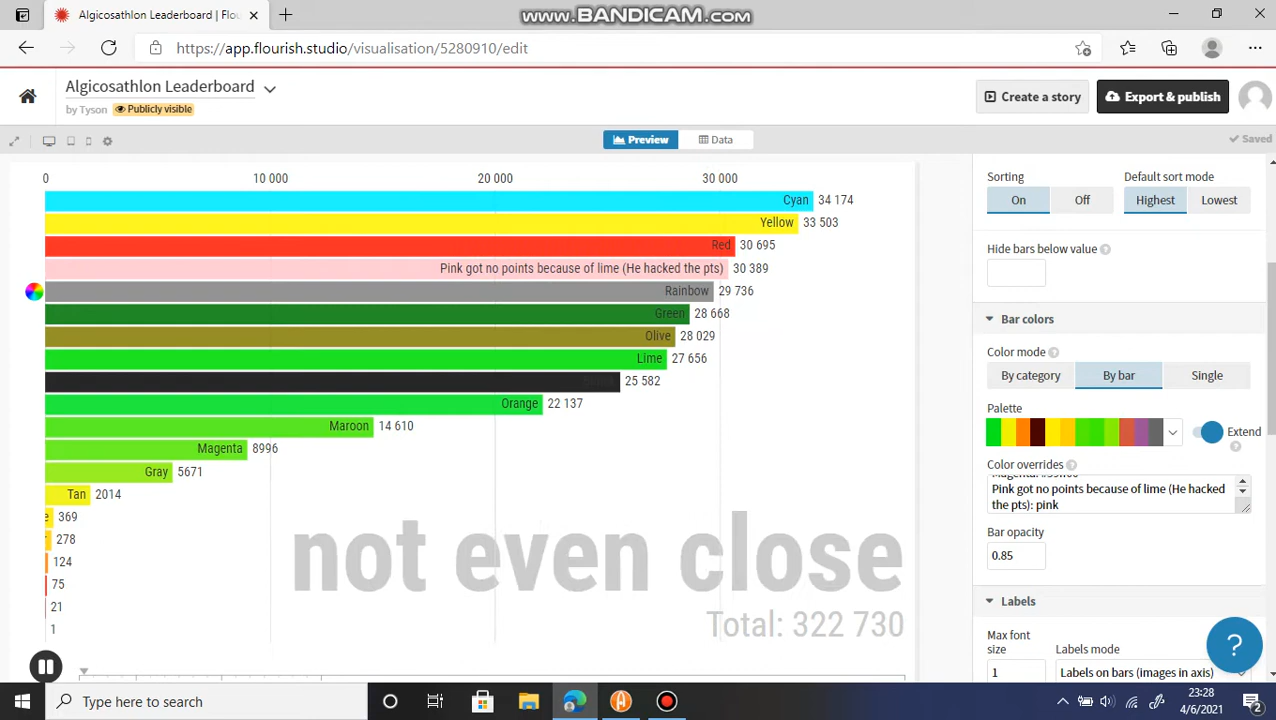 www.BANDICAM.com
Algicosathlon Leaderboard | Flou
https://app.flourish.studio/visualisation/5280910/edit
Algicosathlon Leaderboard
by Tyson
Publicly visible
Create a story
Export & publish
Preview
Data
Saved
0
10 000
20 000
30 000
Cyan 34 174
Yellow 33 503
Red 30 695
Pink got no points because of lime (He hacked the pts) 30 389
Rainbow 29 736
Green 28 668
Olive 28 029
Lime 27 656
25 582
Orange 22 137
Maroon 14 610
Magenta 8996
Gray 5671
Tan 2014
e 369
278
124
75
21
1
not even close
Total: 322 730
Sorting
On
Off
Default sort mode
Highest
Lowest
Hide bars below value
Bar colors
Color mode
By category
By bar
Single
Palette
Extend
Color overrides
Pink got no points because of lime (He hacked
the pts): pink
Bar opacity
0.85
Labels
Max font
size
1
Labels mode
Labels on bars (images in axis)
?
Type here to search
23:28
4/6/2021
2